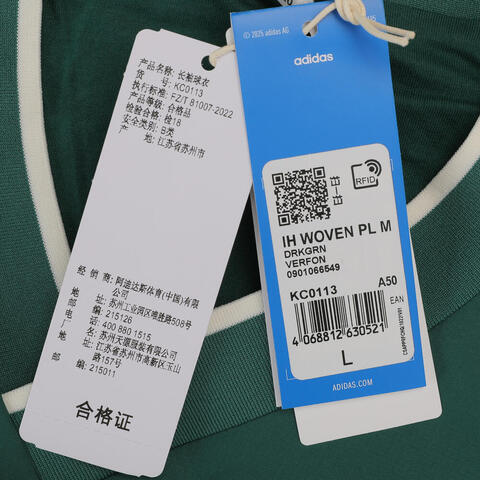 产品名称: 长袖球衣
货 号: KC0113
执行标准: FZ/T 81007-2022
产品等级: 合格品
检验合格: 检18
安全类别: B类
产 地: 江苏省苏州市
经 销 商: 阿迪达斯体育(中国)有限公司
地 址: 苏州工业园区唯胜路508号
邮 编: 215126
电 话: 400 880 1515
厂 名: 苏州天源服装有限公司
地 址: 江苏省苏州市高新区玉山路157号
邮 编: 215011
合格证
© 2025 adidas AG
adidas
RFID
IH WOVEN PL M
DRKGRN
VERFON
0901066549
KC0113 A50
EAN
4 068812 630521
L
ADIDAS.COM